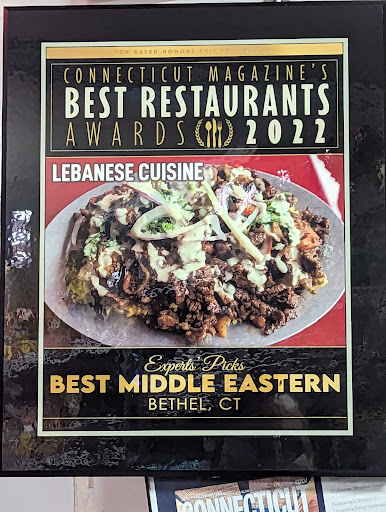 TOP RATED HONORS THIS
CONNECTICUT MAGAZINE'S
BEST RESTAURANTS
AWARDS 2022
LEBANESE CUISINE
Experts Picks
BEST MIDDLE EASTERN
BETHEL, CT
CONNECTICUT